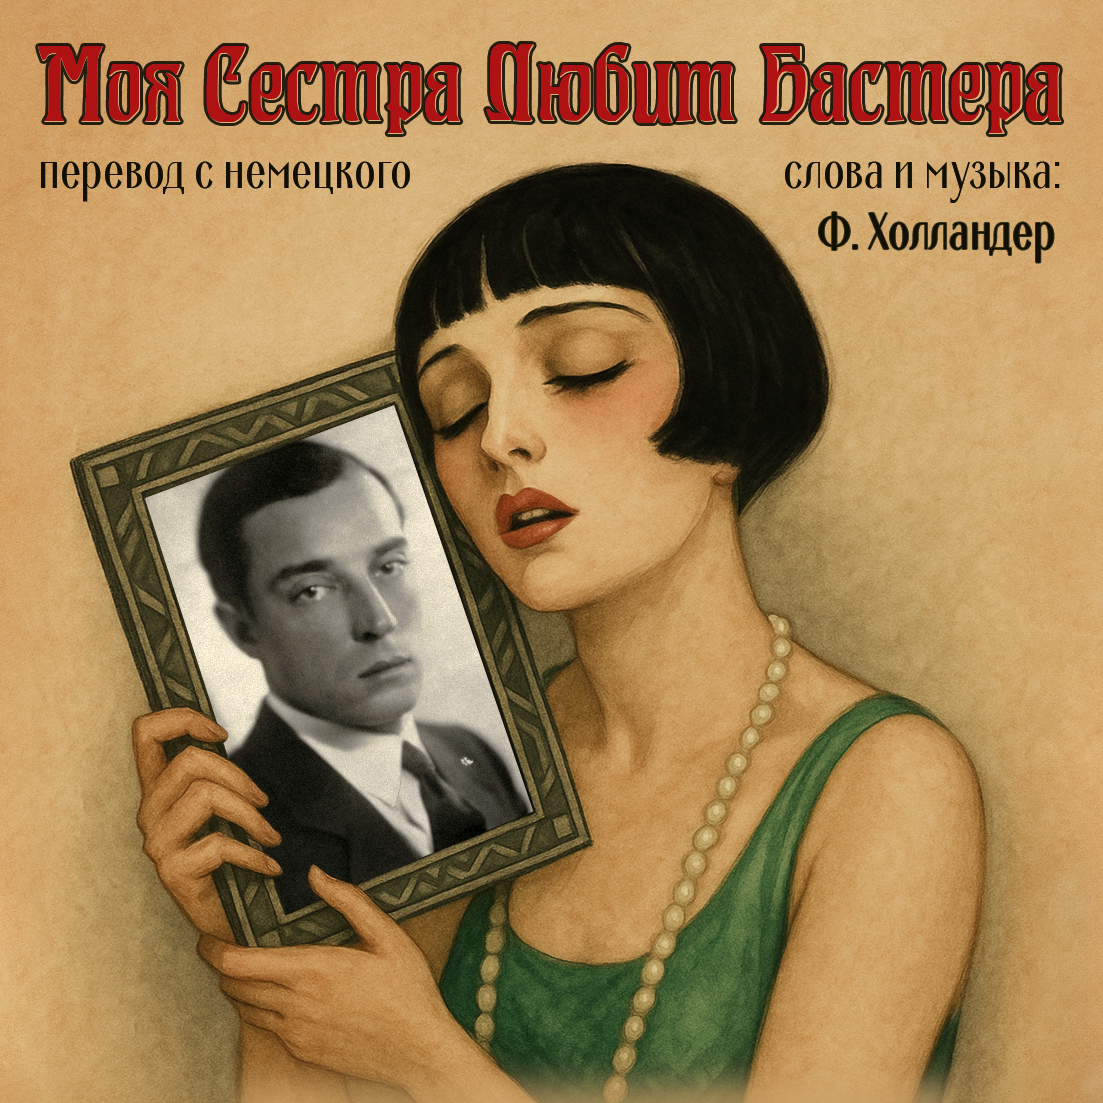 Моя Сестра Любит Бастера
перевод с немецкого
слова и музыка:
Ф. Холландер